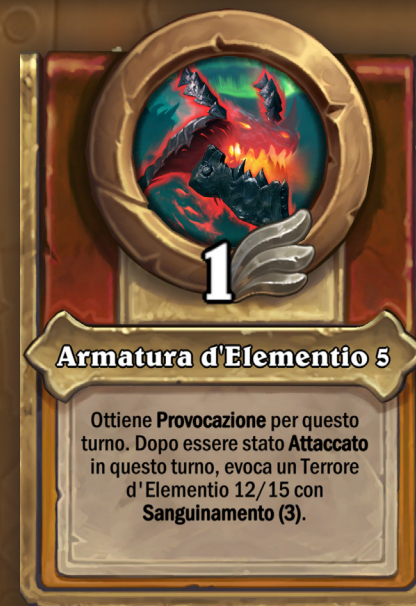 1
Armatura d'Elementio 5
Ottiene Provocazione per questo
turno. Dopo essere stato Attaccato
in questo turno, evoca un Terrore
d'Elementio 12/15 con
Sanguinamento (3).